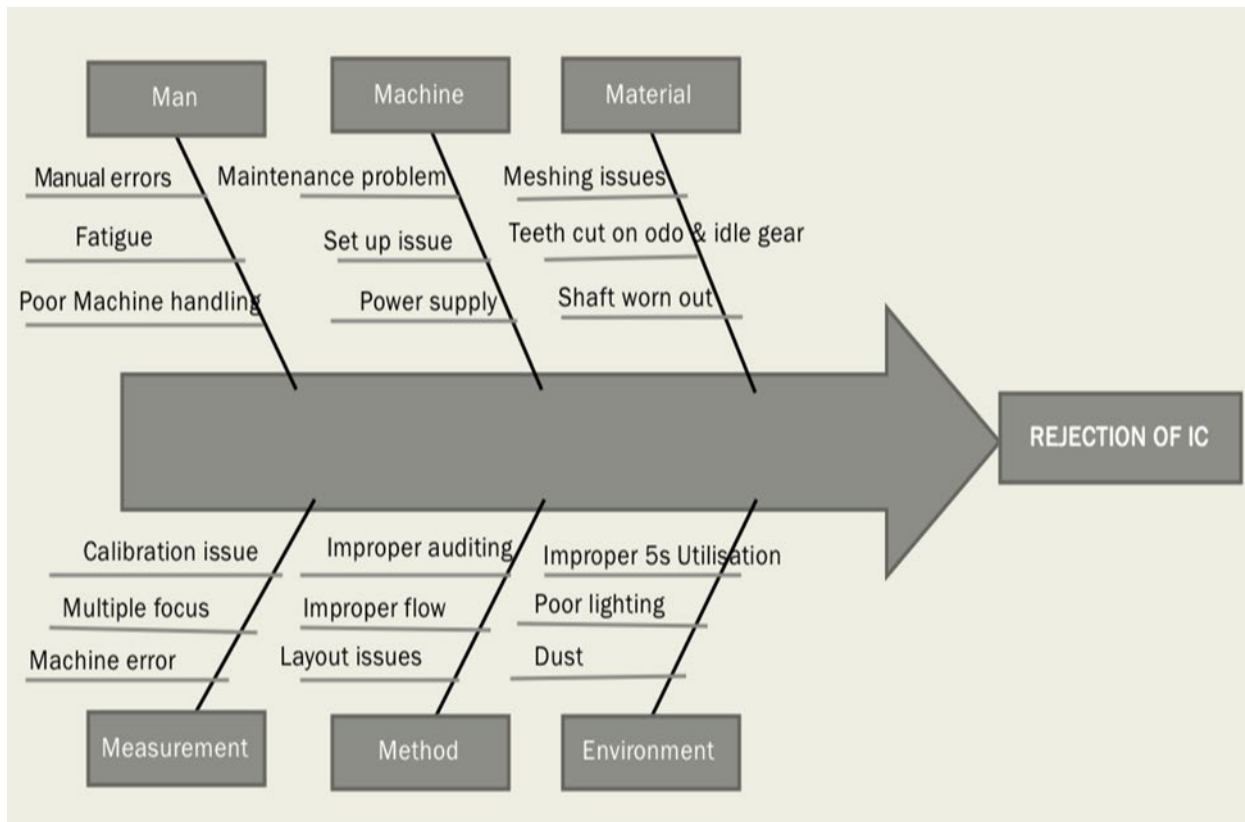 Man
Machine
Material
Manual errors
Maintenance problem
Meshing issues
Fatigue
Set up issue
Teeth cut on odo & idle gear
Poor Machine handling
Power supply
Shaft worn out
REJECTION OF IC
Calibration issue
Improper auditing
Improper 5s Utilisation
Multiple focus
Improper flow
Poor lighting
Machine error
Layout issues
Dust
Measurement
Method
Environment